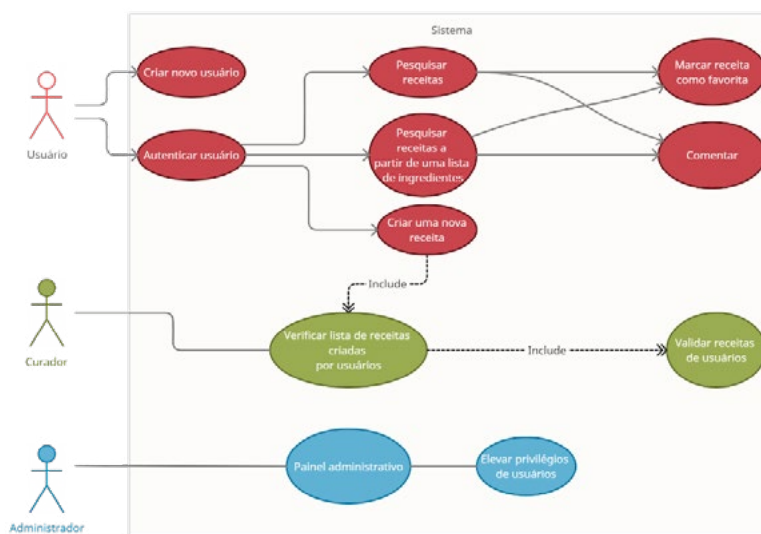 Sistema
Criar novo usuário
Pesquisar
receitas
Marcar receita
como favorita
Usuário
Autenticar usuário
Pesquisar
receitas a
partir de uma lista
de ingredientes
Comentar
Criar uma nova
receita
Include
Curador
Verificar lista de receitas
criadas
por usuários
Include
Validar receitas
de usuários
Administrador
Painel administrativo
Elevar privilégios
de usuários